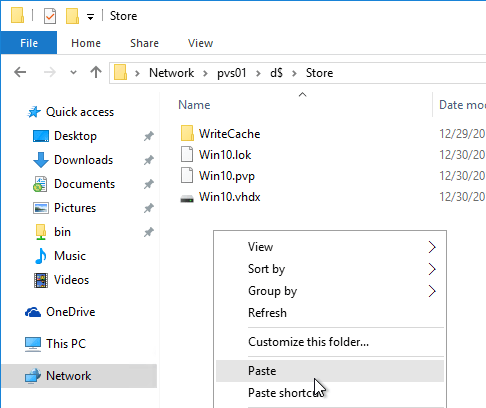 Store
File Home Share View
Network pvs01 d$ Store
Name Date mo
Quick access
Desktop
Downloads
Documents
Pictures
bin
Music
Videos
OneDrive
This PC
Network
WriteCache 12/29/20
Win10.lok 12/30/20
Win10.pvp 12/30/20
Win10.vhdx 12/30/20
View
Sort by
Group by
Refresh
Customize this folder...
Paste
Paste shortcut